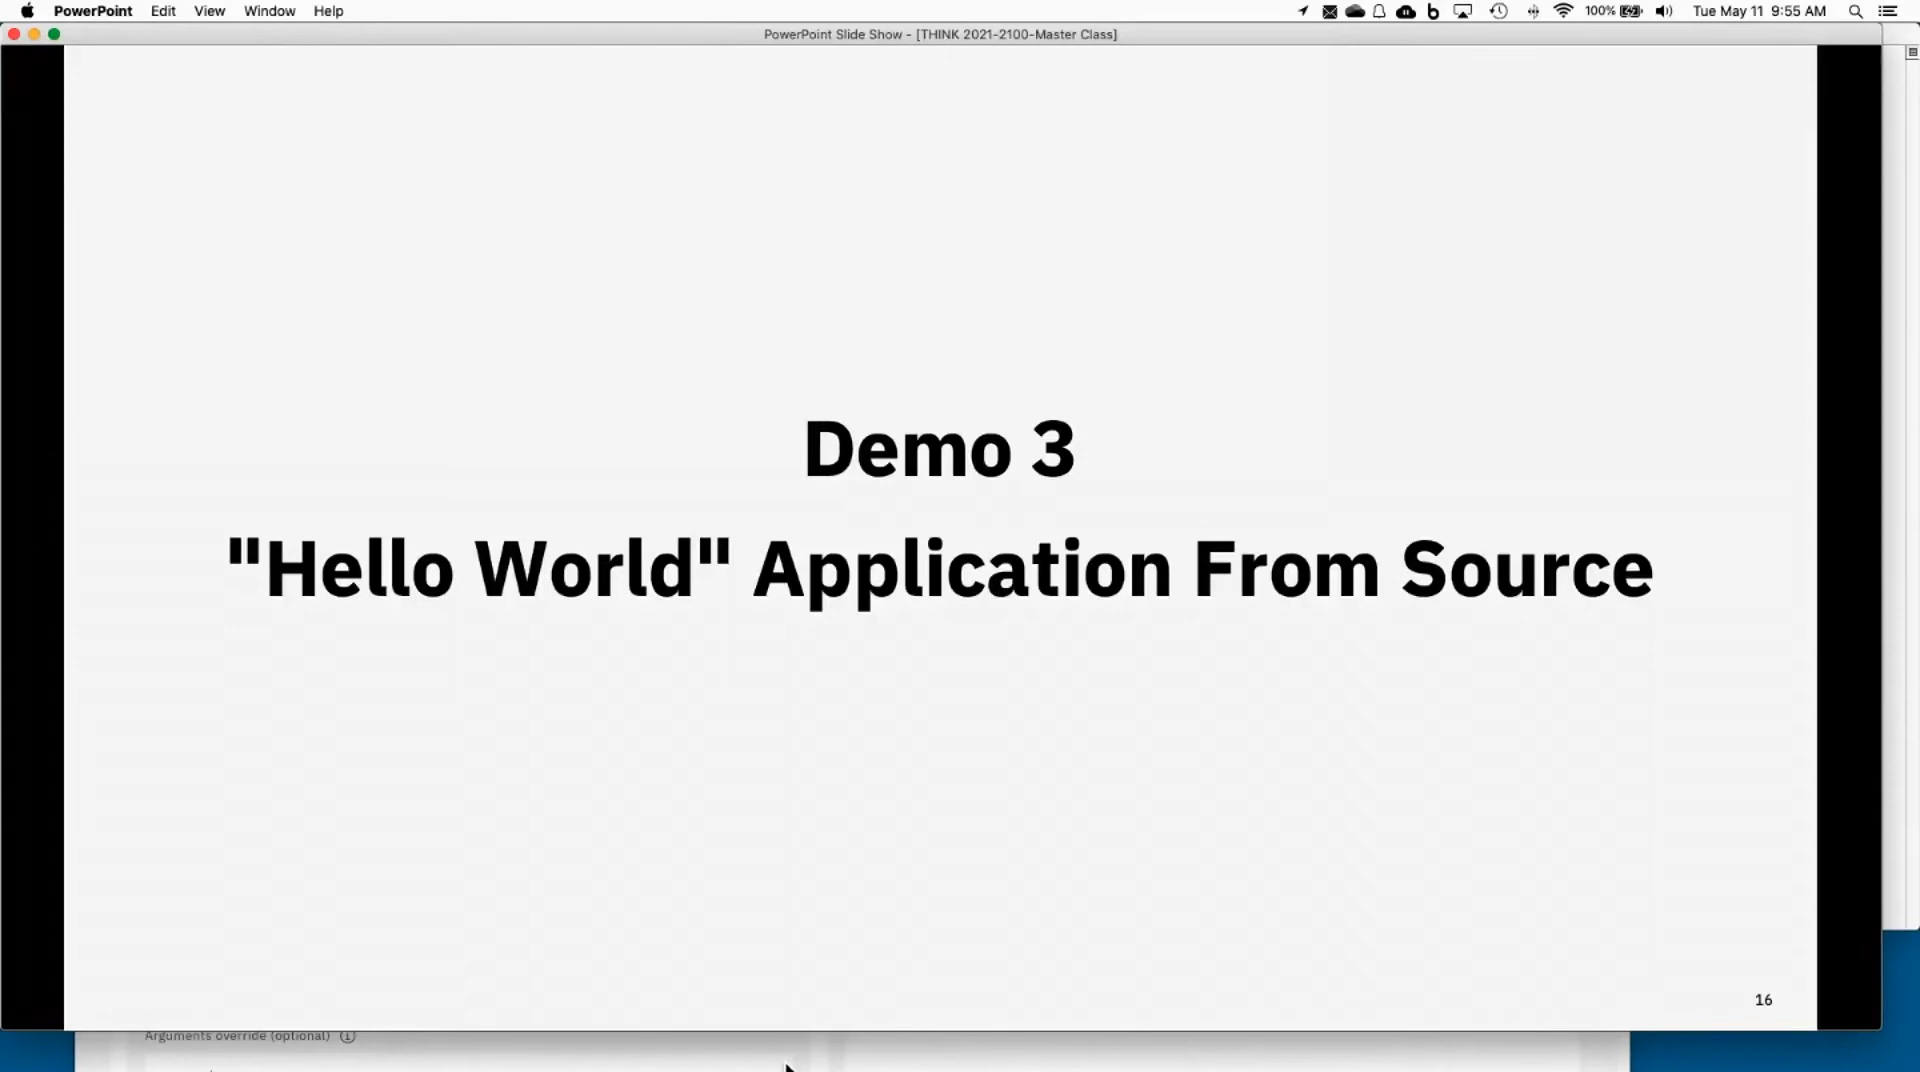 PowerPoint Edit View Window Help 100% Tue May 11 9:55 AM
PowerPoint Slide Show - [THINK 2021-2100-Master Class]
Demo 3
"Hello World" Application From Source
16
Arguments override (optional)